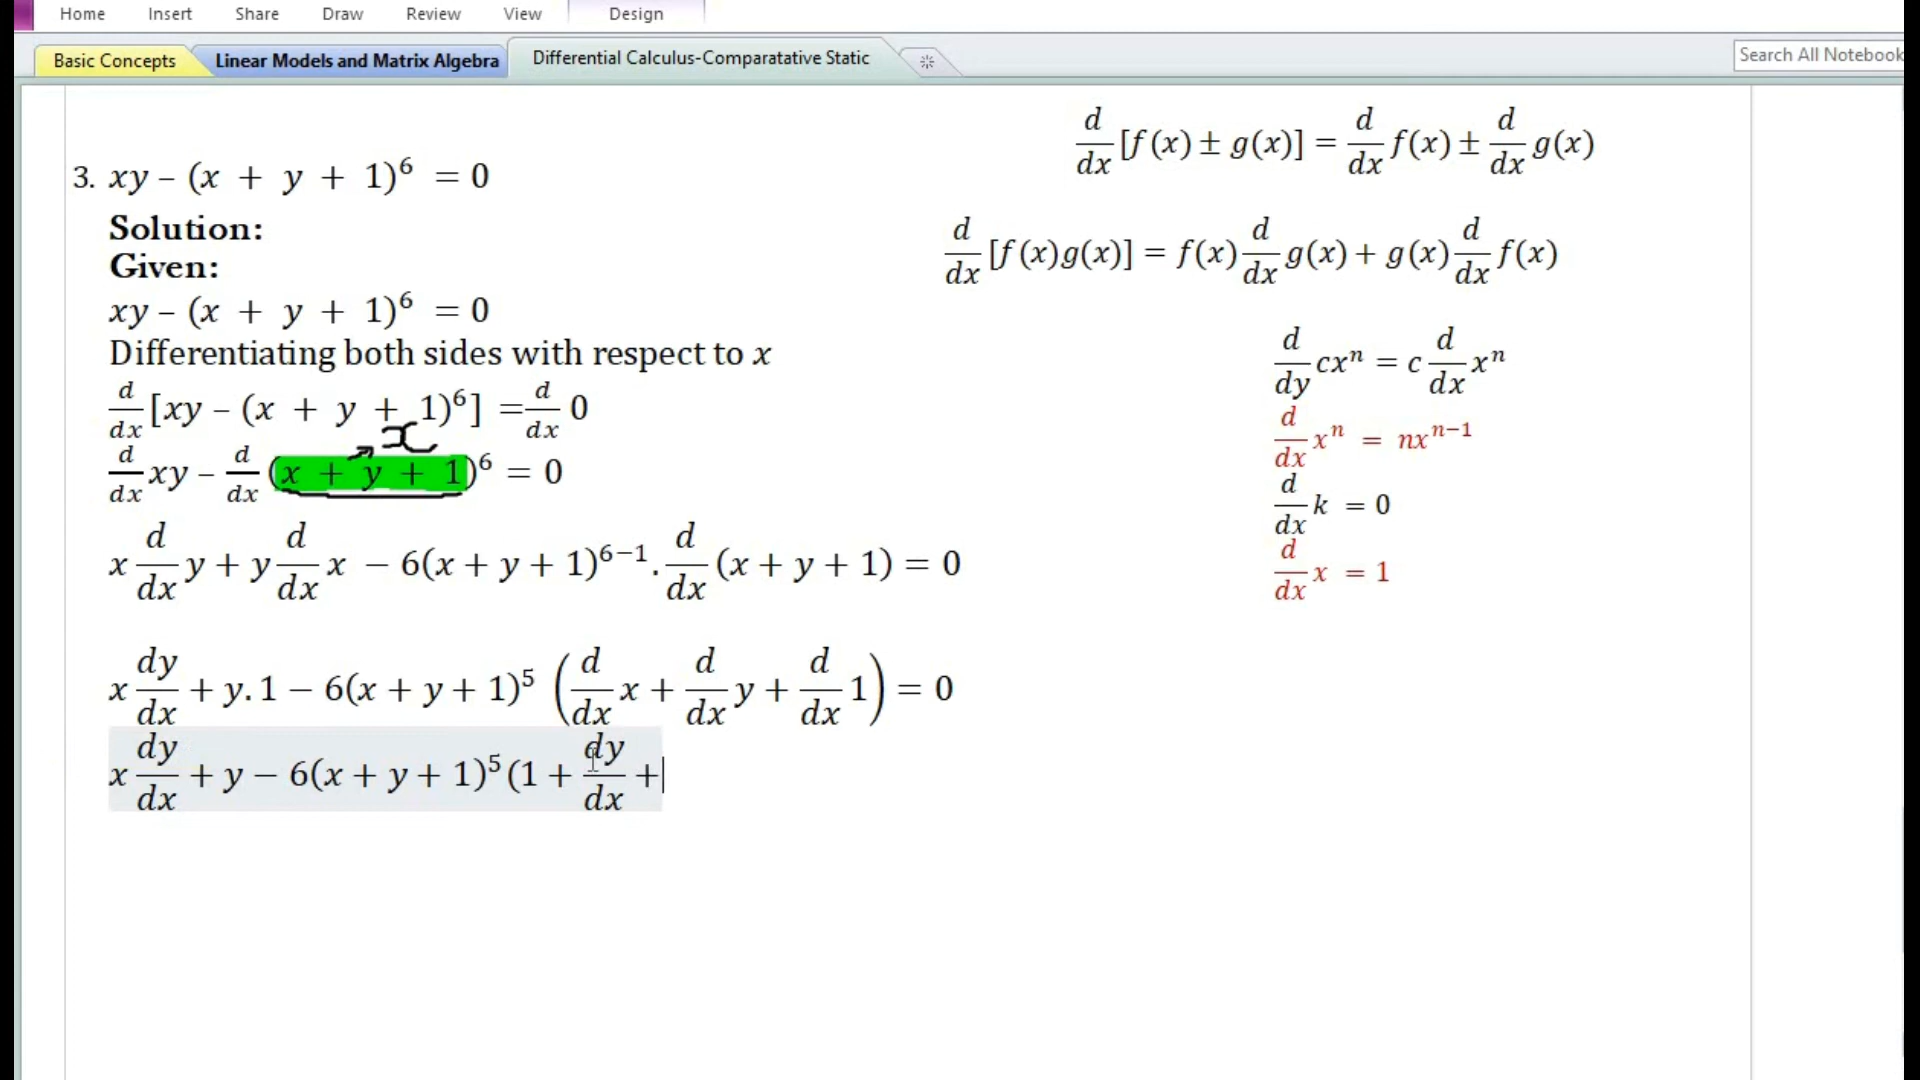 Home Insert Share Draw Review View Design
Basic Concepts Linear Models and Matrix Algebra Differential Calculus-Comparatative Static Search All Notebook
3. xy – (x + y + 1)⁶ = 0
Solution:
Given:
xy – (x + y + 1)⁶ = 0
Differentiating both sides with respect to x
d/dx [xy – (x + y + 1)⁶] = d/dx 0
x
d/dx xy – d/dx (x + y + 1)⁶ = 0
x d/dx y + y d/dx x − 6(x + y + 1)⁶⁻¹. d/dx (x + y + 1) = 0
x dy/dx + y. 1 − 6(x + y + 1)⁵ (d/dx x + d/dx y + d/dx 1) = 0
x dy/dx + y − 6(x + y + 1)⁵(1 + dy/dx +
d/dx [f(x) ± g(x)] = d/dx f(x) ± d/dx g(x)
d/dx [f(x)g(x)] = f(x) d/dx g(x) + g(x) d/dx f(x)
d/dy cxⁿ = c d/dx xⁿ
d/dx xⁿ = nxⁿ⁻¹
d/dx k = 0
d/dx x = 1